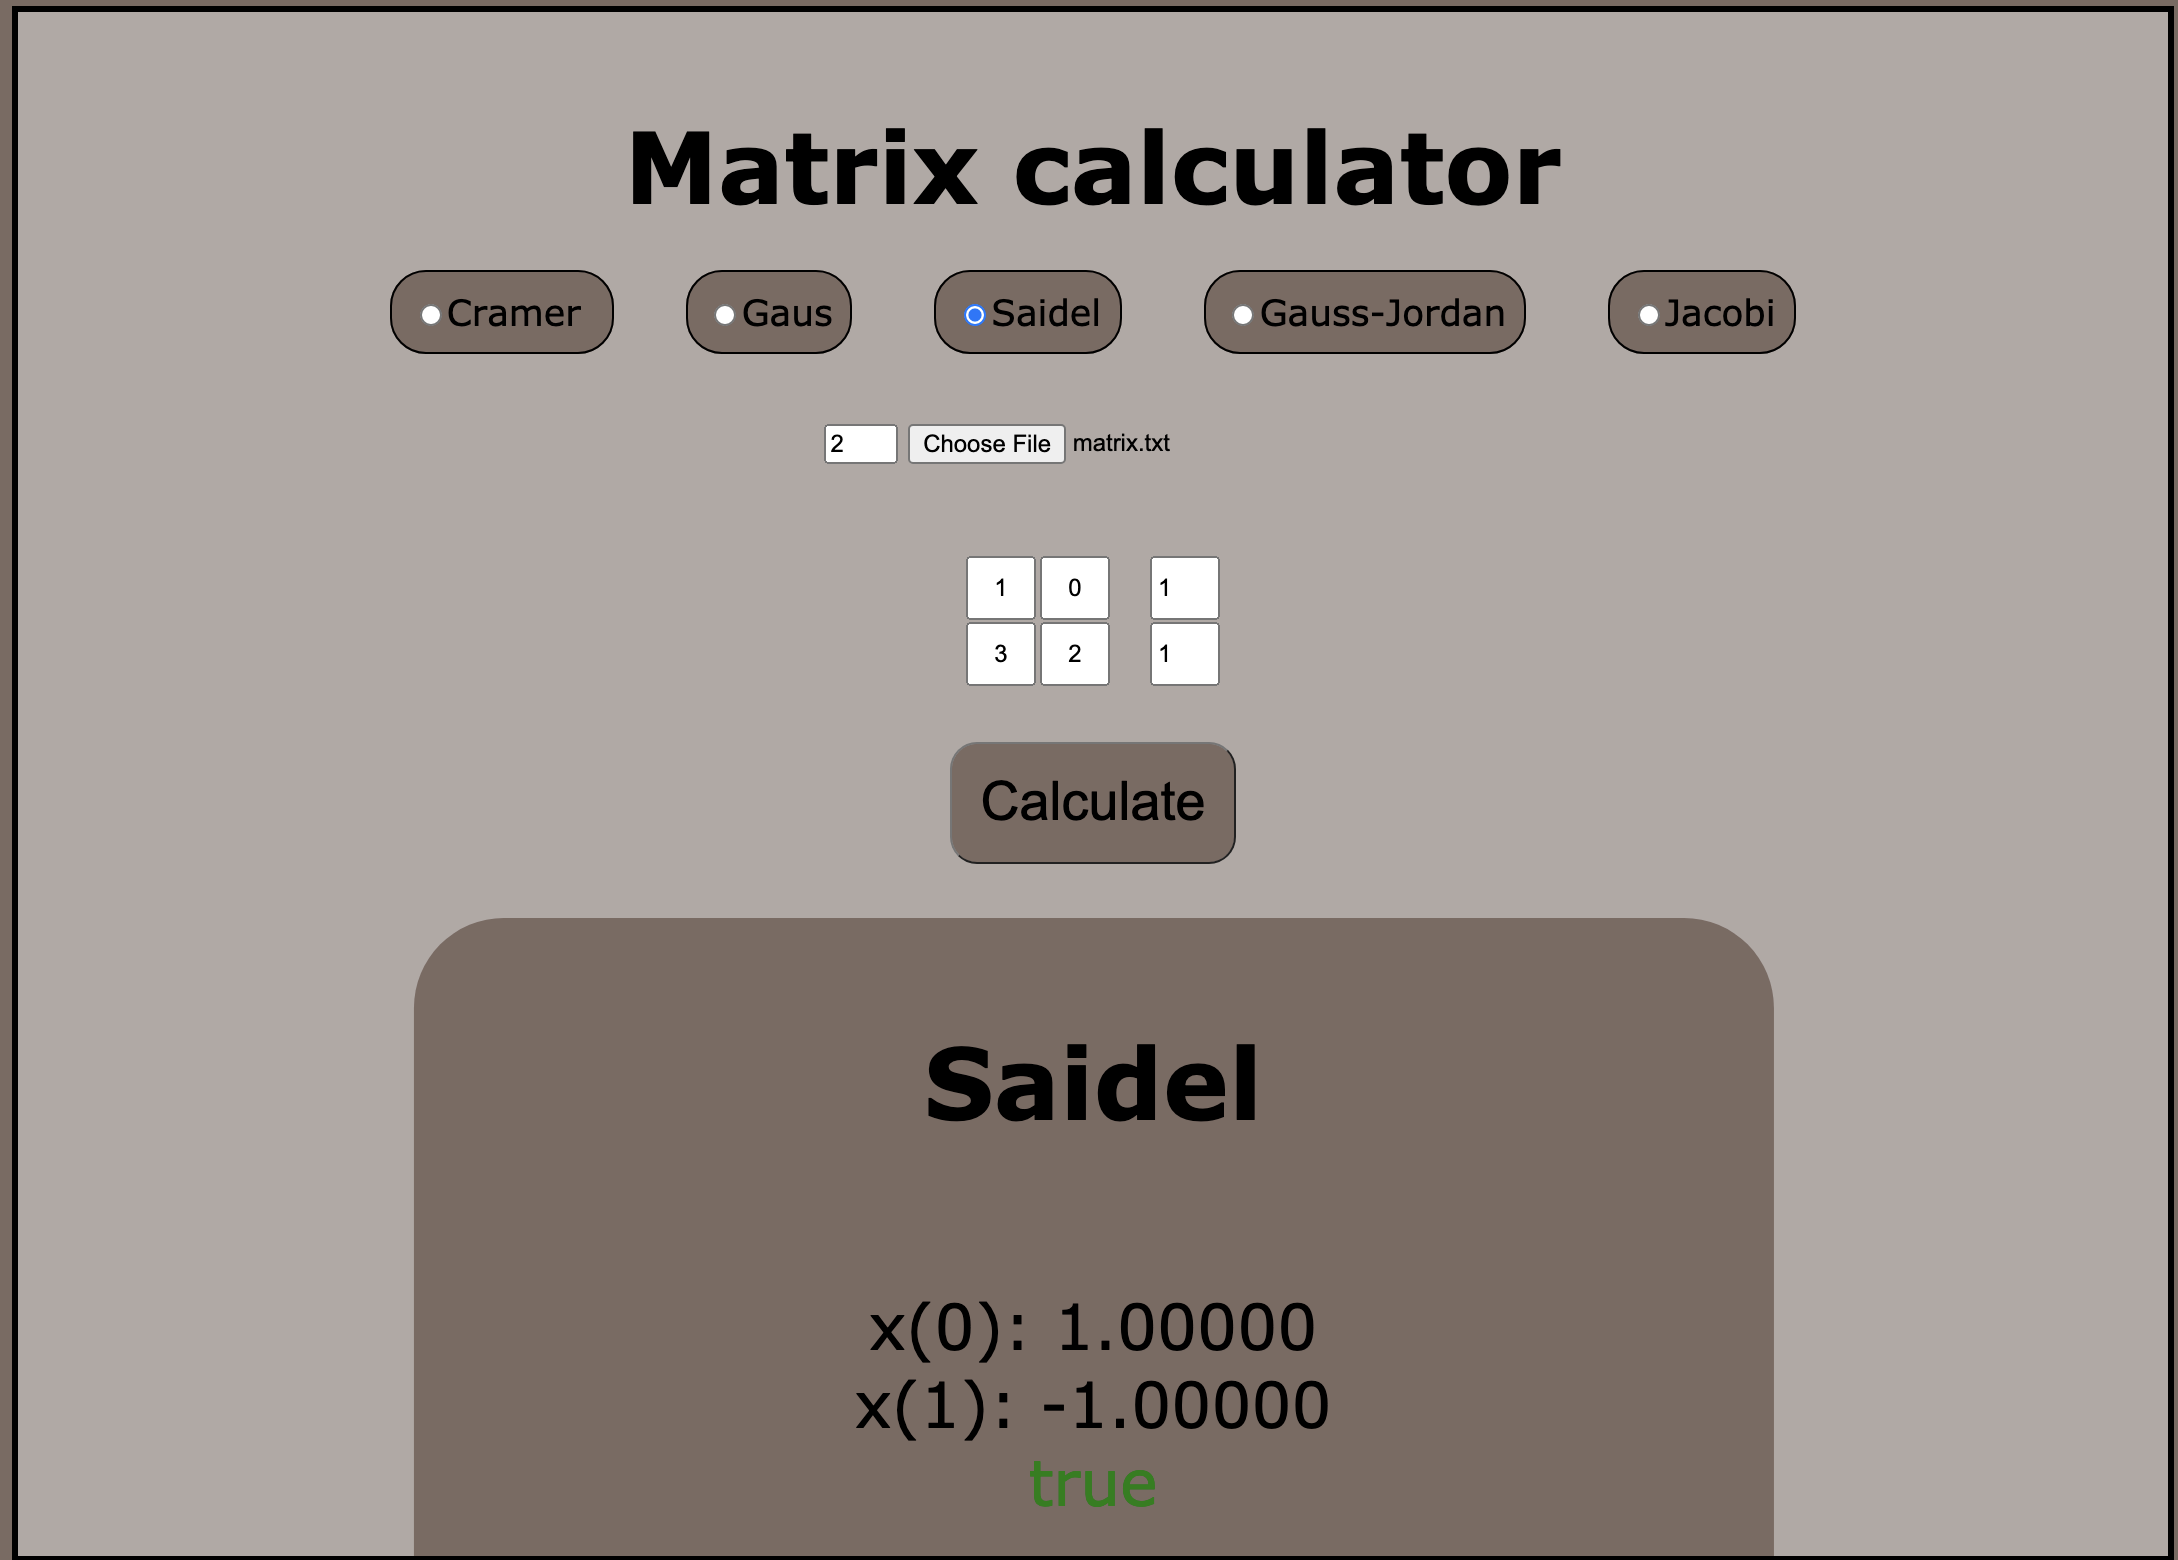 Matrix calculator
Cramer Gaus Saidel Gauss-Jordan Jacobi
2 Choose File matrix.txt
1 0 1
3 2 1
Calculate
Saidel
x(0): 1.00000
x(1): -1.00000
true